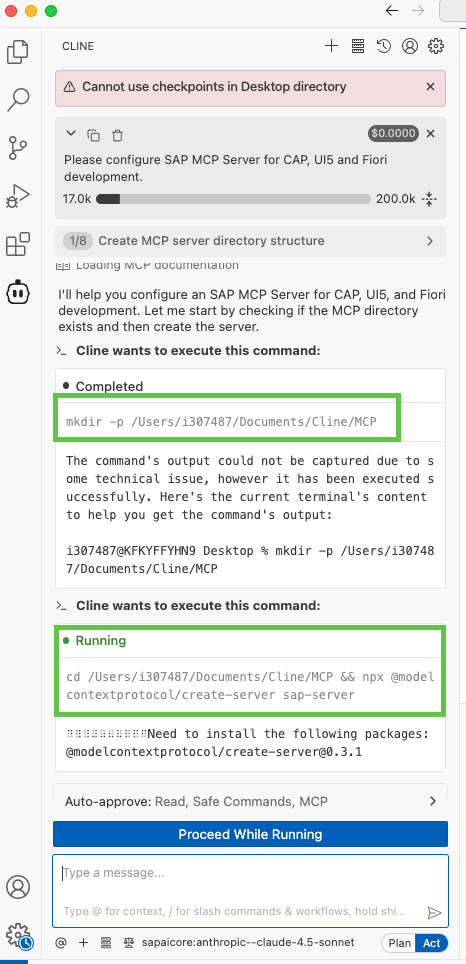 CLINE
Cannot use checkpoints in Desktop directory
$0.0000
Please configure SAP MCP Server for CAP, UI5 and Fiori
development.
17.0k
200.0k
1/8 Create MCP server directory structure
Loading MCP documentation
I'll help you configure an SAP MCP Server for CAP, UI5, and Fiori
development. Let me start by checking if the MCP directory
exists and then create the server.
Cline wants to execute this command:
Completed
mkdir -p /Users/i307487/Documents/Cline/MCP
The command's output could not be captured due to s
ome technical issue, however it has been executed s
uccessfully. Here's the current terminal's content
to help you get the command's output:
i307487@KFKYFFYHN9 Desktop % mkdir -p /Users/i30748
7/Documents/Cline/MCP
Cline wants to execute this command:
Running
cd /Users/i307487/Documents/Cline/MCP && npx @model
contextprotocol/create-server sap-server
⠿⠿⠿⠿⠿⠿⠿⠿⠿⠿Need to install the following packages:
@modelcontextprotocol/create-server@0.3.1
Auto-approve: Read, Safe Commands, MCP
Proceed While Running
Type a message...
Type @ for context, / for slash commands & workflows, hold shi...
@ + sapaicore:anthropic--claude-4.5-sonnet
Plan Act